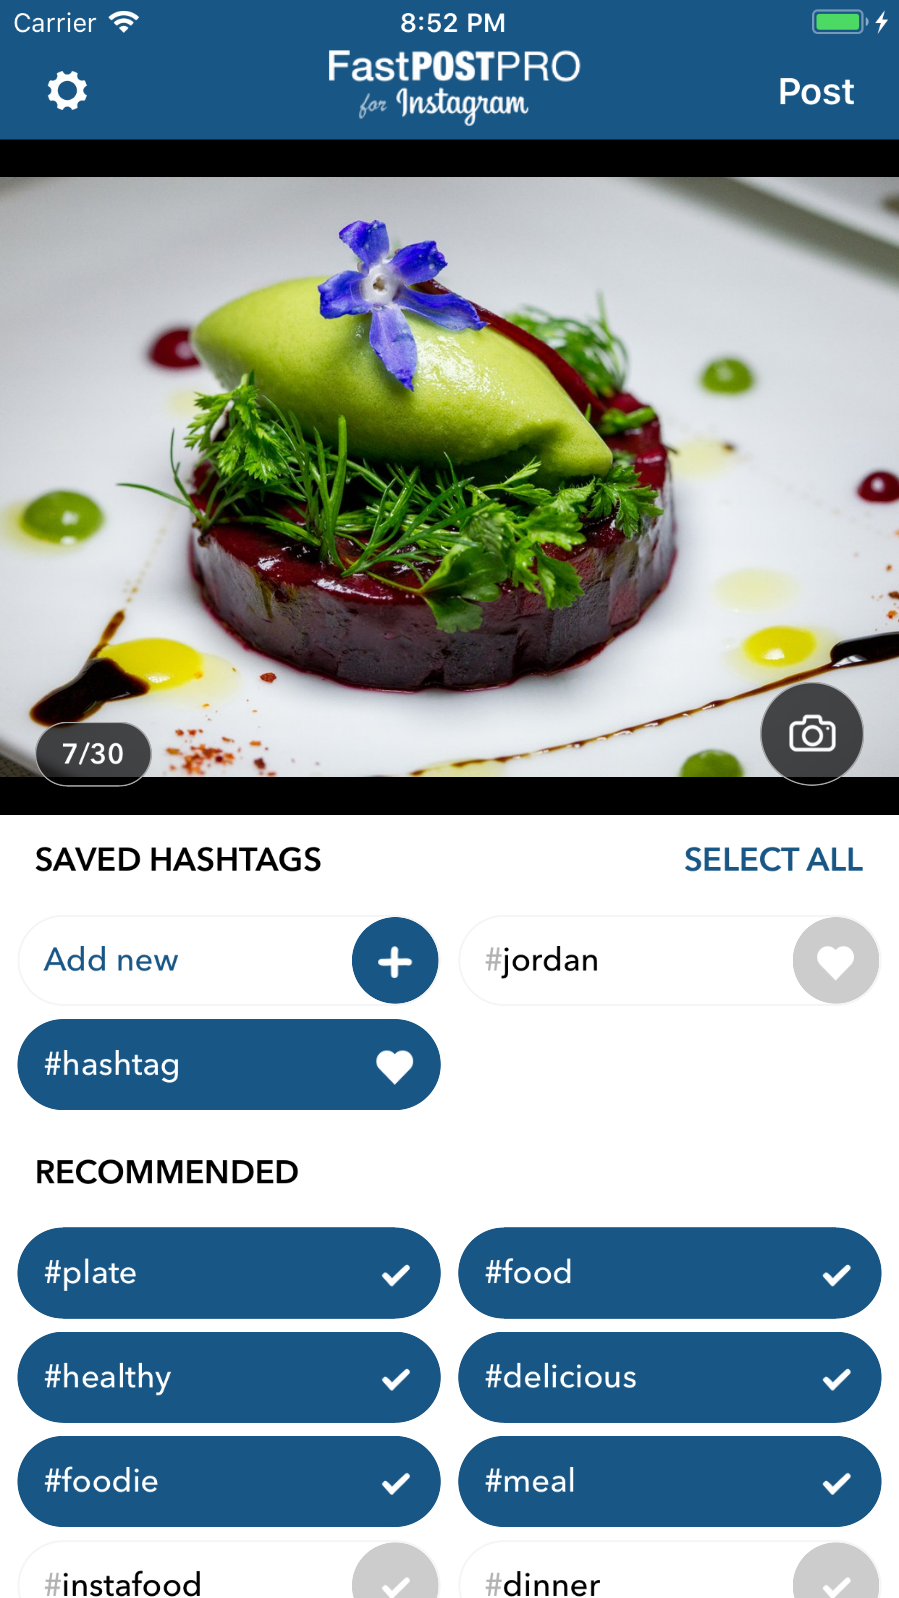 Carrier 8:52 PM
FastPOSTPRO
for Instagram
Post
7/30
SAVED HASHTAGS SELECT ALL
Add new #jordan
#hashtag
RECOMMENDED
#plate #food
#healthy #delicious
#foodie #meal
#instafood #dinner